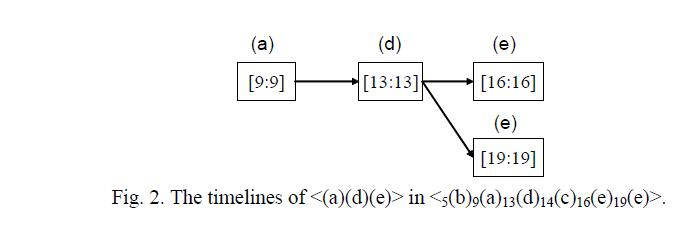 (a) (d) (e)
[9:9] [13:13] [16:16]
(e)
[19:19]
Fig. 2. The timelines of <(a)(d)(e)> in <₅(b)₉(a)₁₃(d)₁₄(c)₁₆(e)₁₉(e)>.